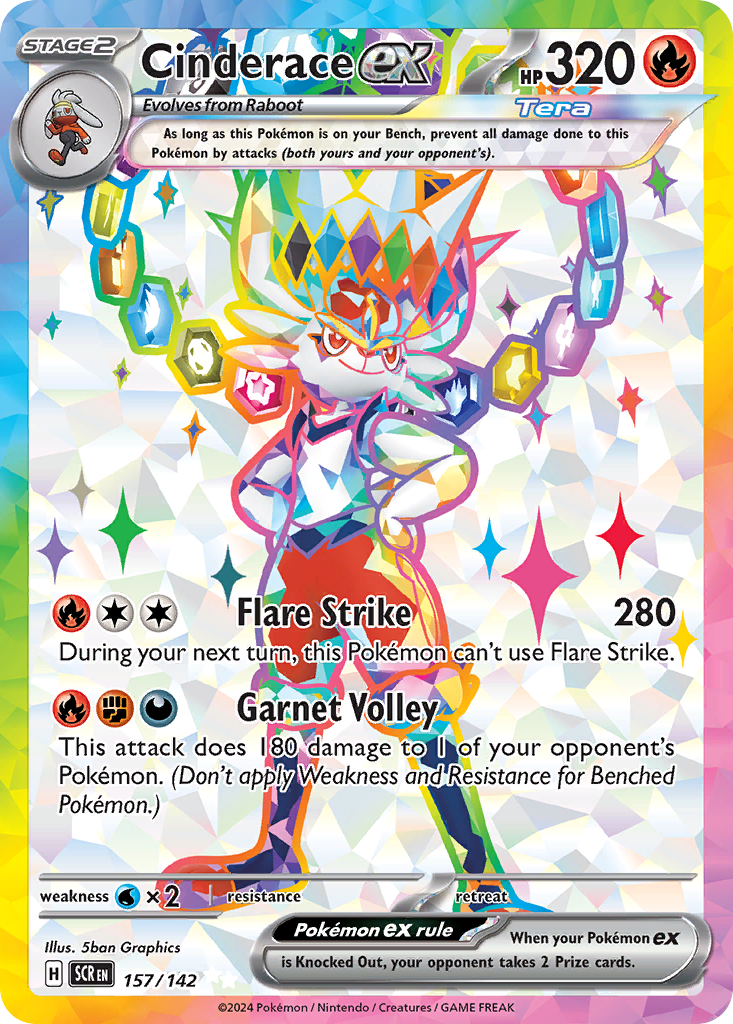 STAGE2
Cinderace ex
HP 320
Evolves from Raboot
Tera
As long as this Pokémon is on your Bench, prevent all damage done to this
Pokémon by attacks (both yours and your opponent's).
Flare Strike 280
During your next turn, this Pokémon can't use Flare Strike.
Garnet Volley
This attack does 180 damage to 1 of your opponent's
Pokémon. (Don't apply Weakness and Resistance for Benched
Pokémon.)
weakness ×2 resistance retreat
Pokémon ex rule
When your Pokémon ex
is Knocked Out, your opponent takes 2 Prize cards.
Illus. 5ban Graphics
H SCR EN 157/142
©2024 Pokémon / Nintendo / Creatures / GAME FREAK